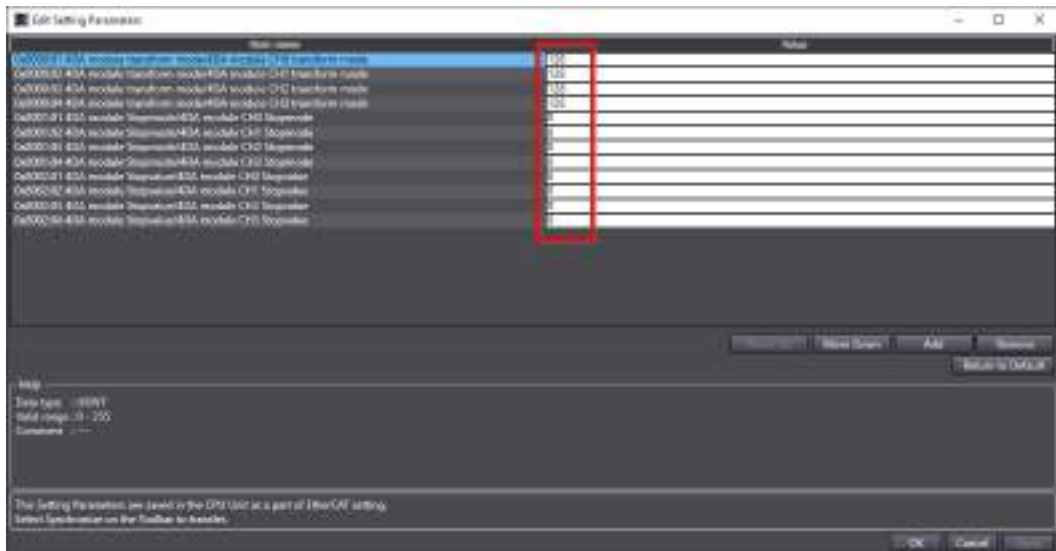 Edit Setting Parameters
Item name Value
0x8000:01 4DA module transform mode/4DA module CH0 transform mode
0x8000:02 4DA module transform mode/4DA module CH1 transform mode
0x8000:03 4DA module transform mode/4DA module CH2 transform mode
0x8000:04 4DA module transform mode/4DA module CH3 transform mode
0x8001:01 4DA module Stopmode/4DA module CH0 Stopmode
0x8001:02 4DA module Stopmode/4DA module CH1 Stopmode
0x8001:03 4DA module Stopmode/4DA module CH2 Stopmode
0x8001:04 4DA module Stopmode/4DA module CH3 Stopmode
0x8002:01 4DA module Stopvalue/4DA module CH0 Stopvalue
0x8002:02 4DA module Stopvalue/4DA module CH1 Stopvalue
0x8002:03 4DA module Stopvalue/4DA module CH2 Stopvalue
0x8002:04 4DA module Stopvalue/4DA module CH3 Stopvalue
Move Up Move Down Add Remove
Return to Default
Help
Data type : USINT
Valid range : 0 - 255
Comment : ---
This Setting Parameters are saved in the CPU Unit as a part of EtherCAT setting.
Select Synchronize on the Toolbar to transfer.
OK Cancel